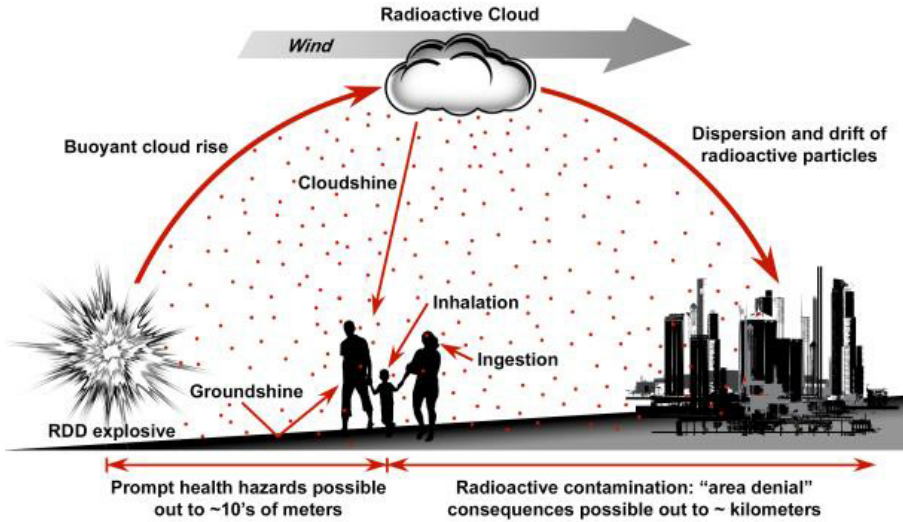 Radioactive Cloud
Wind
Buoyant cloud rise
Dispersion and drift of
radioactive particles
Cloudshine
Inhalation
Ingestion
Groundshine
RDD explosive
Prompt health hazards possible
out to ~10's of meters
Radioactive contamination: “area denial”
consequences possible out to ~ kilometers